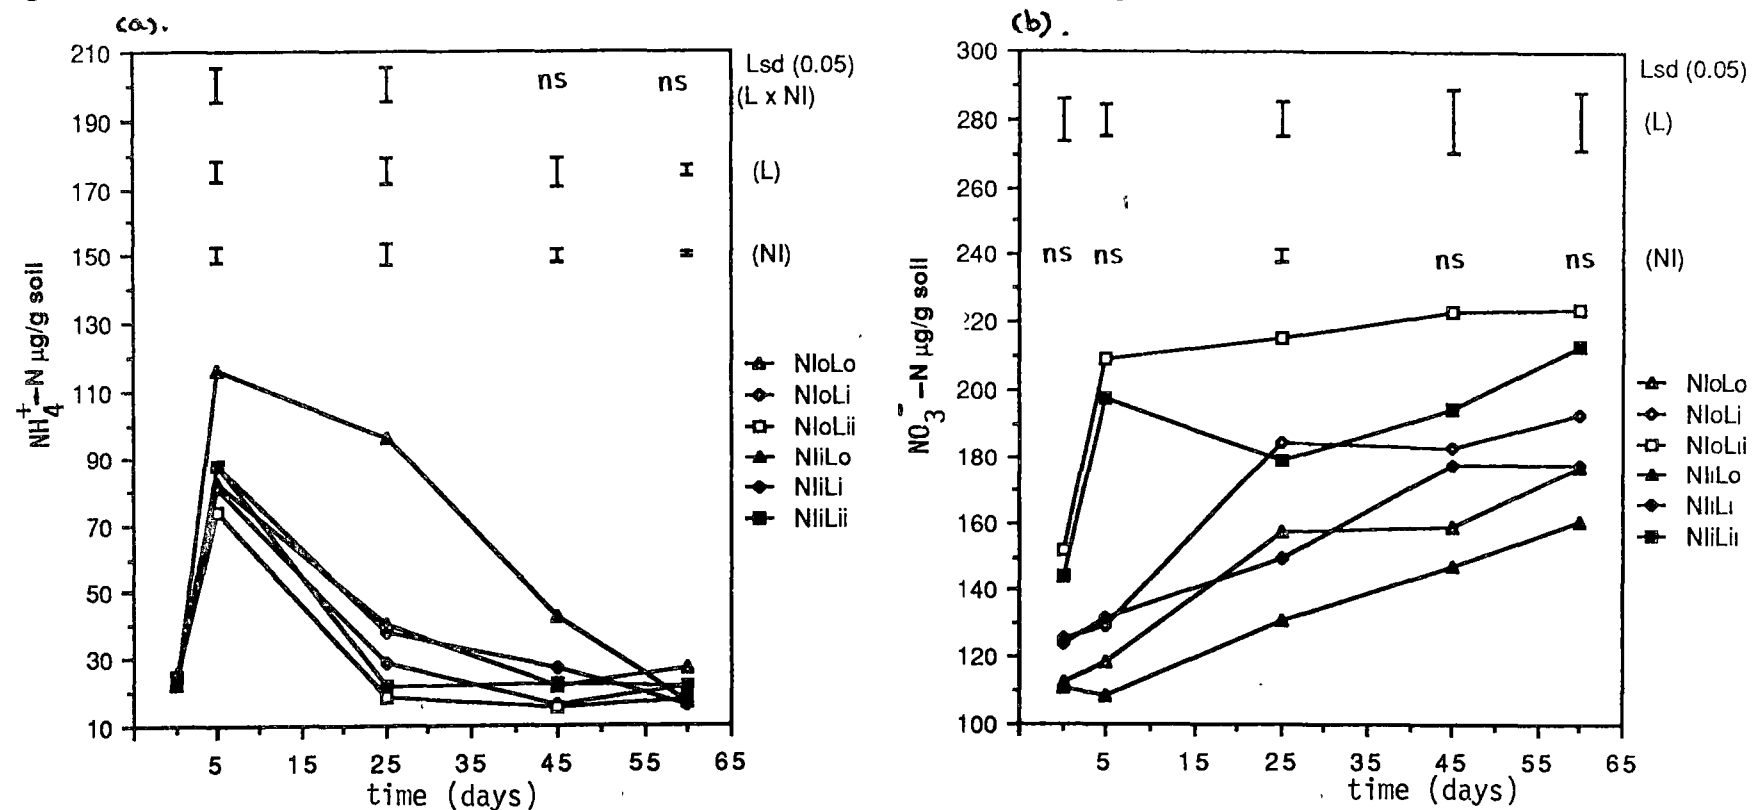 (a).
210
190
170
150
130
110
90
70
50
30
10
NH4+–N µg/g soil
5 15 25 35 45 55 65
time (days)
ns ns
Lsd (0.05)
(L x NI)
(L)
(NI)
NIoLo
NIoLi
NIoLii
NIiLo
NIiLi
NIiLii
(b).
300
280
260
240
220
200
180
160
140
120
100
NO3-–N µg/g soil
5 15 25 35 45 55 65
time (days)
ns ns ns ns
Lsd (0.05)
(L)
(NI)
NIoLo
NIoLi
NIoLii
NIiLo
NIiLi
NIiLii